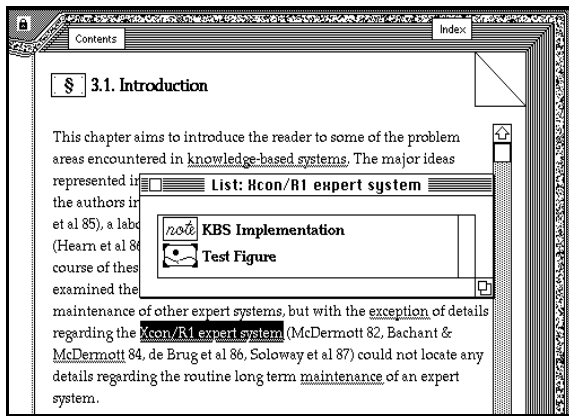 Contents
Index
§ 3.1. Introduction
This chapter aims to introduce the reader to some of the problem
areas encountered in knowledge-based systems. The major ideas
represented in
the authors in
et al 85), a labo
(Hearn et al 86
course of thes
examined the
List: Xcon/R1 expert system
note KBS Implementation
Test Figure
maintenance of other expert systems, but with the exception of details
regarding the Xcon/R1 expert system (McDermott 82, Bachant &
McDermott 84, de Brug et al 86, Soloway et al 87) could not locate any
details regarding the routine long term maintenance of an expert
system.